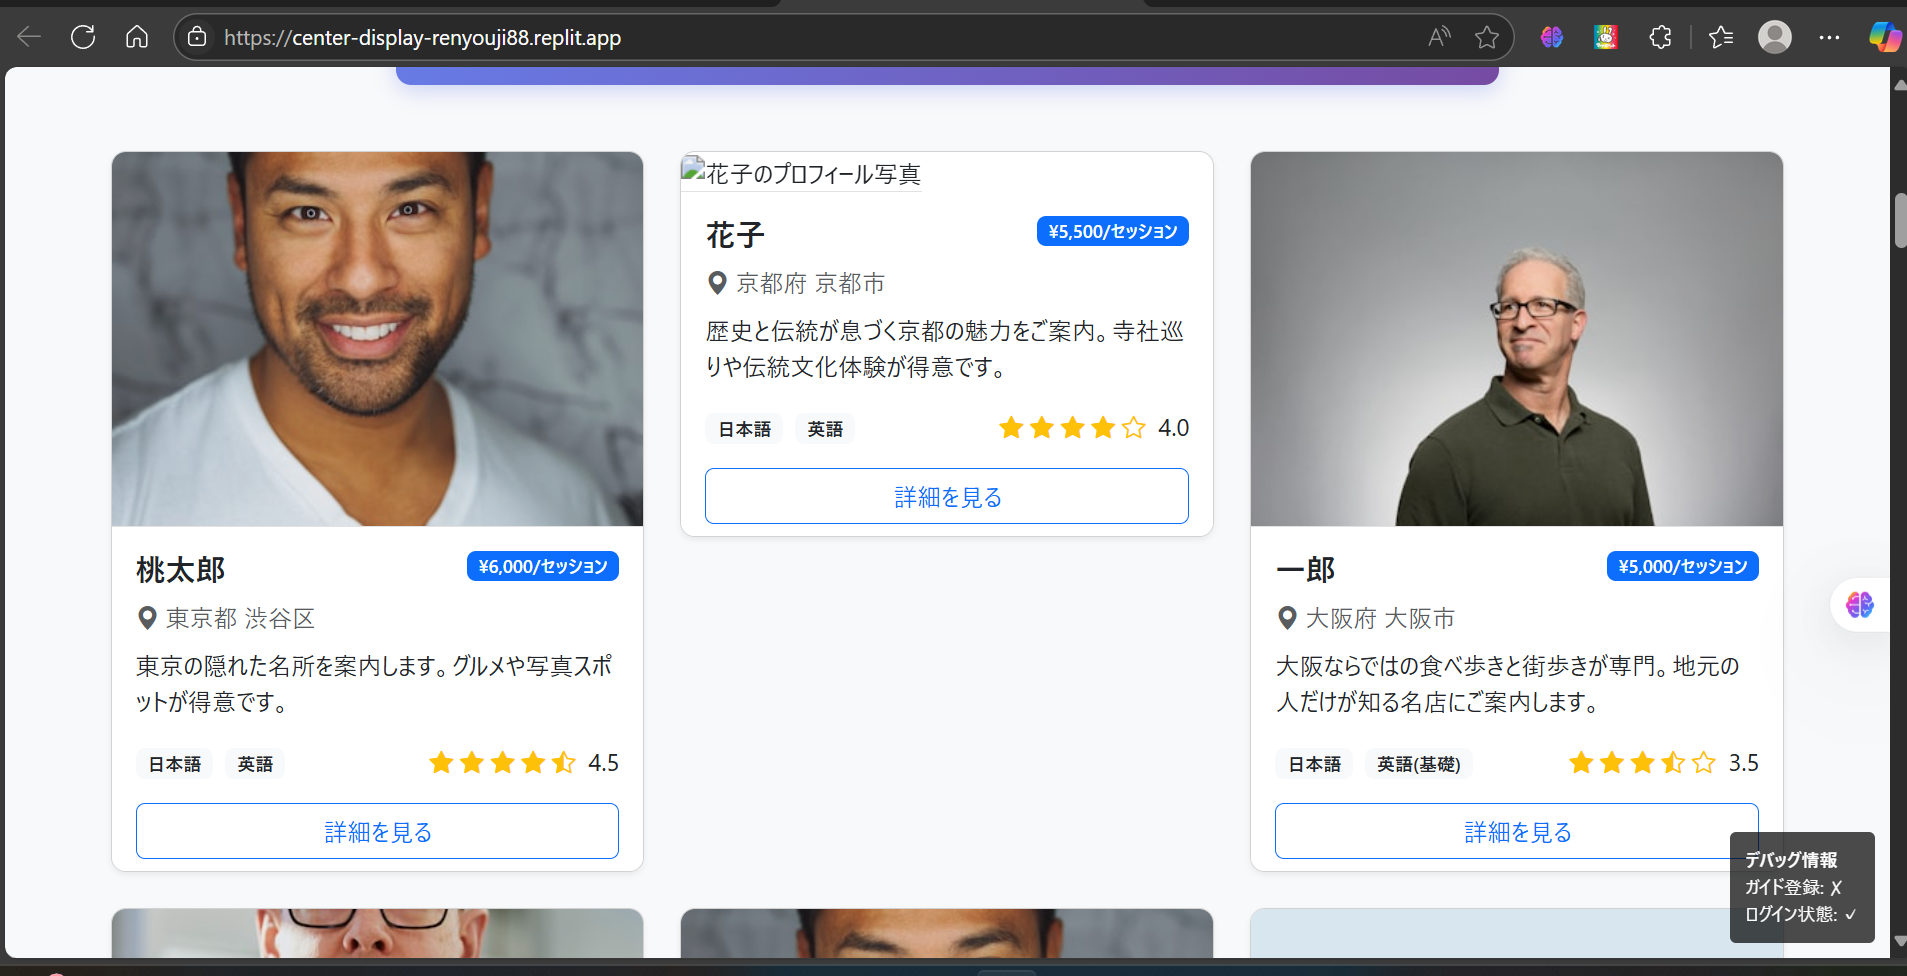 https://center-display-renyouji88.replit.app
桃太郎
¥6,000/セッション
東京都 渋谷区
東京の隠れた名所を案内します。グルメや写真スポ
ットが得意です。
日本語
英語
4.5
詳細を見る
花子のプロフィール写真
花子
¥5,500/セッション
京都府 京都市
歴史と伝統が息づく京都の魅力をご案内。寺社巡
りや伝統文化体験が得意です。
日本語
英語
4.0
詳細を見る
一郎
¥5,000/セッション
大阪府 大阪市
大阪ならではの食べ歩きと街歩きが専門。地元の
人だけが知る名店にご案内します。
日本語
英語(基礎)
3.5
詳細を見る
デバッグ情報
ガイド登録: ✗
ログイン状態: ✓